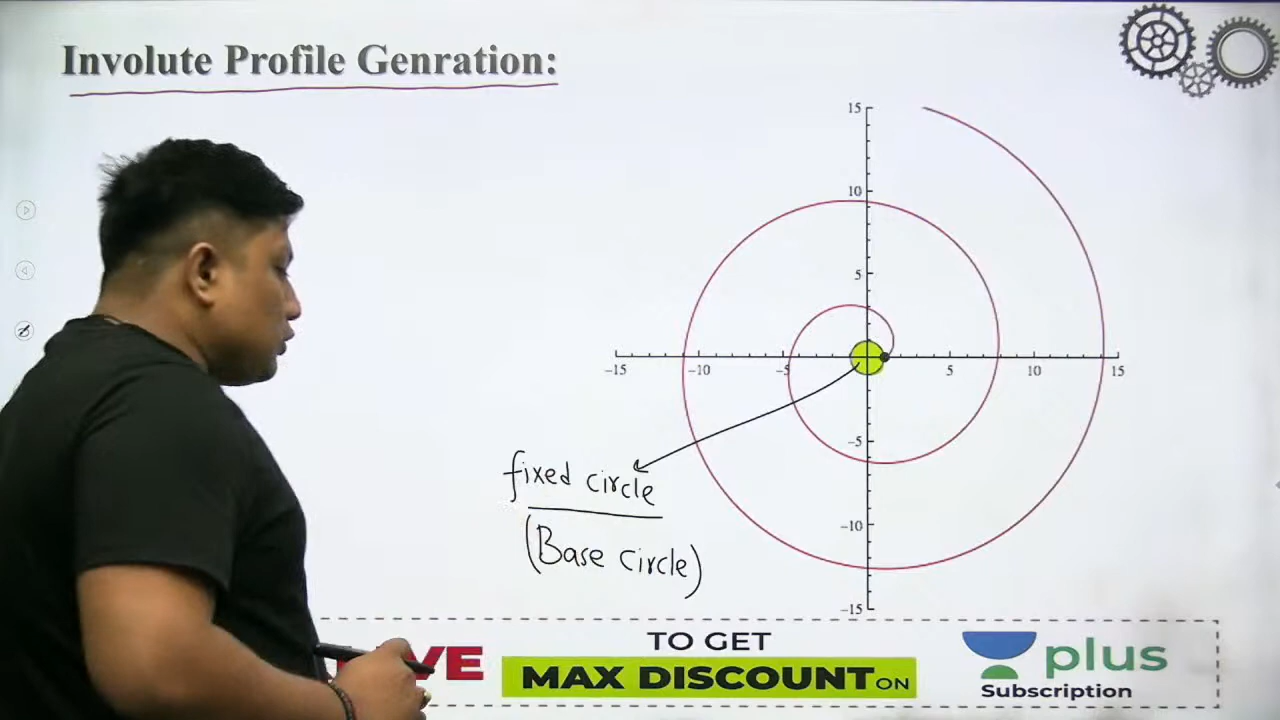 Involute Profile Genration:
15
10
5
-15
-10
-5
5
10
15
-5
-10
-15
fixed circle
(Base circle)
TO GET
MAX DISCOUNT ON
plus
Subscription